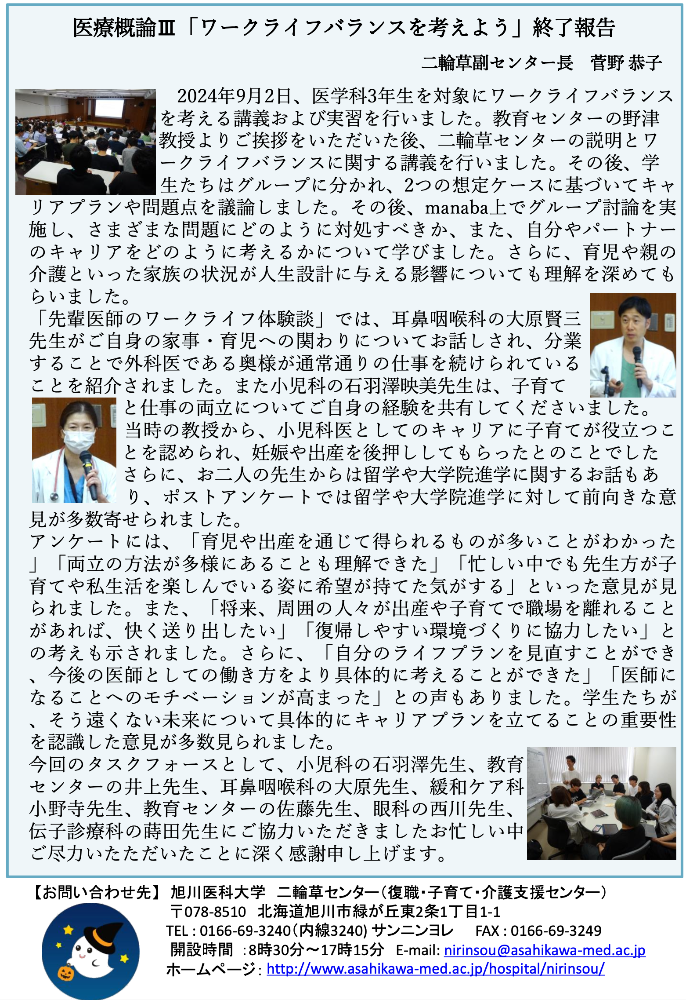 医療概論Ⅲ「ワークライフバランスを考えよう」終了報告
二輪草副センター長　菅野 恭子
2024年9月2日、医学科3年生を対象にワークライフバランス
を考える講義および実習を行いました。教育センターの野津
教授よりご挨拶をいただいた後、二輪草センターの説明とワ
ークライフバランスに関する講義を行いました。その後、学
生たちはグループに分かれ、2つの想定ケースに基づいてキャ
リアプランや問題点を議論しました。その後、manaba上でグループ討論を実
施し、さまざまな問題にどのように対処すべきか、また、自分やパートナー
のキャリアをどのように考えるかについて学びました。さらに、育児や親の
介護といった家族の状況が人生設計に与える影響についても理解を深めても
らいました。
「先輩医師のワークライフ体験談」では、耳鼻咽喉科の大原賢三
先生がご自身の家事・育児への関わりについてお話しされ、分業
することで外科医である奥様が通常通りの仕事を続けられている
ことを紹介されました。また小児科の石羽澤映美先生は、子育て
と仕事の両立についてご自身の経験を共有してくださいました。
当時の教授から、小児科医としてのキャリアに子育てが役立つこ
とを認められ、妊娠や出産を後押ししてもらったとのことでした
さらに、お二人の先生からは留学や大学院進学に関するお話もあ
り、ポストアンケートでは留学や大学院進学に対して前向きな意
見が多数寄せられました。
アンケートには、「育児や出産を通じて得られるものが多いことがわかった
」「両立の方法が多様にあることも理解できた」「忙しい中でも先生方が子
育てや私生活を楽しんでいる姿に希望が持てた気がする」といった意見が見
られました。また、「将来、周囲の人々が出産や子育てで職場を離れること
があれば、快く送り出したい」「復帰しやすい環境づくりに協力したい」と
の考えも示されました。さらに、「自分のライフプランを見直すことができ
、今後の医師としての働き方をより具体的に考えることができた」「医師に
なることへのモチベーションが高まった」との声もありました。学生たちが
、そう遠くない未来について具体的にキャリアプランを立てることの重要性
を認識した意見が多数見られました。
今回のタスクフォースとして、小児科の石羽澤先生、教育
センターの井上先生、耳鼻咽喉科の大原先生、緩和ケア科
小野寺先生、教育センターの佐藤先生、眼科の西川先生、
伝子診療科の蒔田先生にご協力いただきましたお忙しい中
ご尽力いたただいたことに深く感謝申し上げます。
【お問い合わせ先】 旭川医科大学　二輪草センター（復職・子育て・介護支援センター）
〒078-8510　北海道旭川市緑が丘東2条1丁目1-1
TEL : 0166-69-3240（内線3240) サンニンヨレ　 FAX : 0166-69-3249
開設時間　：8時30分～17時15分　E-mail: nirinsou@asahikawa-med.ac.jp
ホームページ： http://www.asahikawa-med.ac.jp/hospital/nirinsou/